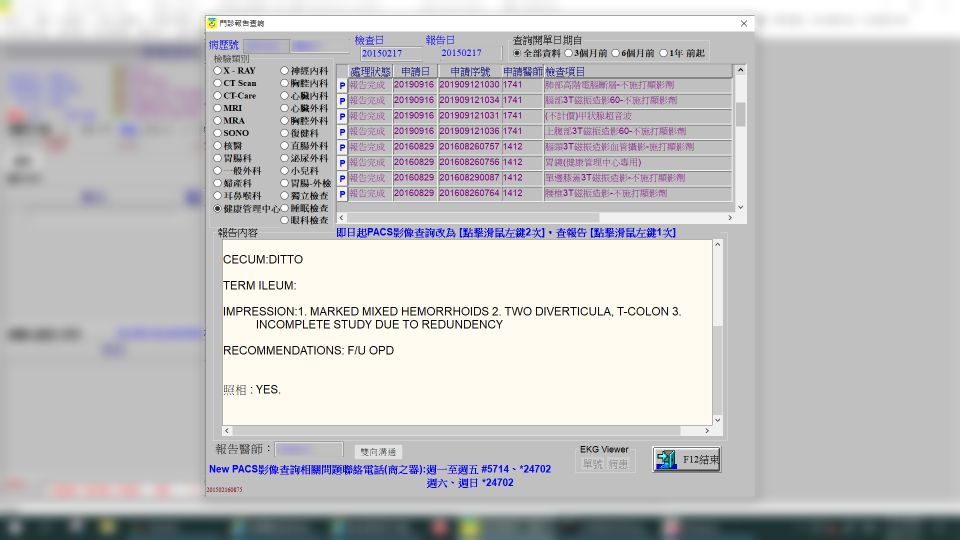 門診報告查詢
病歷號
檢查日
報告日
20150217
20150217
查詢開單日期自
全部資料 3個月前 6個月前 1年 前起
檢驗類別
X - RAY 神經內科
CT Scan 胸腔內科
CT-Care 心臟內科
MRI 心臟外科
MRA 胸腔外科
SONO 復健科
核醫 直腸外科
胃腸科 泌尿外科
一般外科 小兒科
婦產科 胃腸-外檢
耳鼻喉科 獨立檢查
健康管理中心 睡眠檢查
眼科檢查
處理狀態 申請日 申請序號 申請醫師 檢查項目
P 報告完成 20190916 201909121030 1741 肺部高階電腦斷層-不施打顯影劑
P 報告完成 20190916 201909121034 1741 腦部3T磁振造影60-不施打顯影劑
P 報告完成 20190916 201909121031 1741 (不計價)甲狀腺超音波
P 報告完成 20190916 201909121036 1741 上腹部3T磁振造影60-不施打顯影劑
P 報告完成 20160829 201608260757 1412 腦頸3T磁振造影血管攝影-施打顯影劑
P 報告完成 20160829 201608260756 1412 胃鏡(健康管理中心專用)
P 報告完成 20160829 201608290087 1412 單邊膝蓋3T磁振造影-不施打顯影劑
P 報告完成 20160829 201608260764 1412 腰椎3T磁振造影-不施打顯影劑
報告內容
即日起PACS影像查詢改為 [點擊滑鼠左鍵2次]，查報告 [點擊滑鼠左鍵1次]
CECUM:DITTO
TERM ILEUM:
IMPRESSION:1. MARKED MIXED HEMORRHOIDS 2. TWO DIVERTICULA, T-COLON 3.
INCOMPLETE STUDY DUE TO REDUNDENCY
RECOMMENDATIONS: F/U OPD
照相 : YES.
報告醫師：
雙向溝通
EKG Viewer
單號 病患
F12結束
New PACS影像查詢相關問題聯絡電話(商之器):週一至週五 #5714、*24702
週六、週日 *24702
201502160875